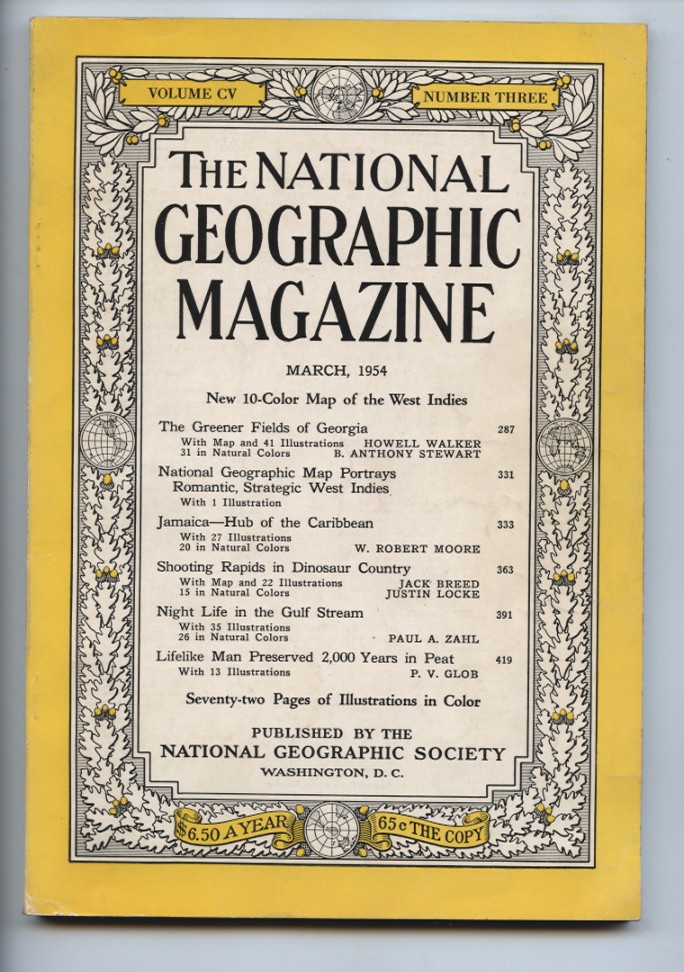 VOLUME CV
NUMBER THREE
THE NATIONAL
GEOGRAPHIC
MAGAZINE
MARCH, 1954
New 10-Color Map of the West Indies
The Greener Fields of Georgia 287
With Map and 41 Illustrations HOWELL WALKER
31 in Natural Colors B. ANTHONY STEWART
National Geographic Map Portrays 331
Romantic, Strategic West Indies
With 1 Illustration
Jamaica—Hub of the Caribbean 333
With 27 Illustrations
20 in Natural Colors W. ROBERT MOORE
Shooting Rapids in Dinosaur Country 363
With Map and 22 Illustrations JACK BREED
15 in Natural Colors JUSTIN LOCKE
Night Life in the Gulf Stream 391
With 35 Illustrations
26 in Natural Colors PAUL A. ZAHL
Lifelike Man Preserved 2,000 Years in Peat 419
With 13 Illustrations P. V. GLOB
Seventy-two Pages of Illustrations in Color
PUBLISHED BY THE
NATIONAL GEOGRAPHIC SOCIETY
WASHINGTON, D. C.
$6.50 A YEAR
65¢ THE COPY